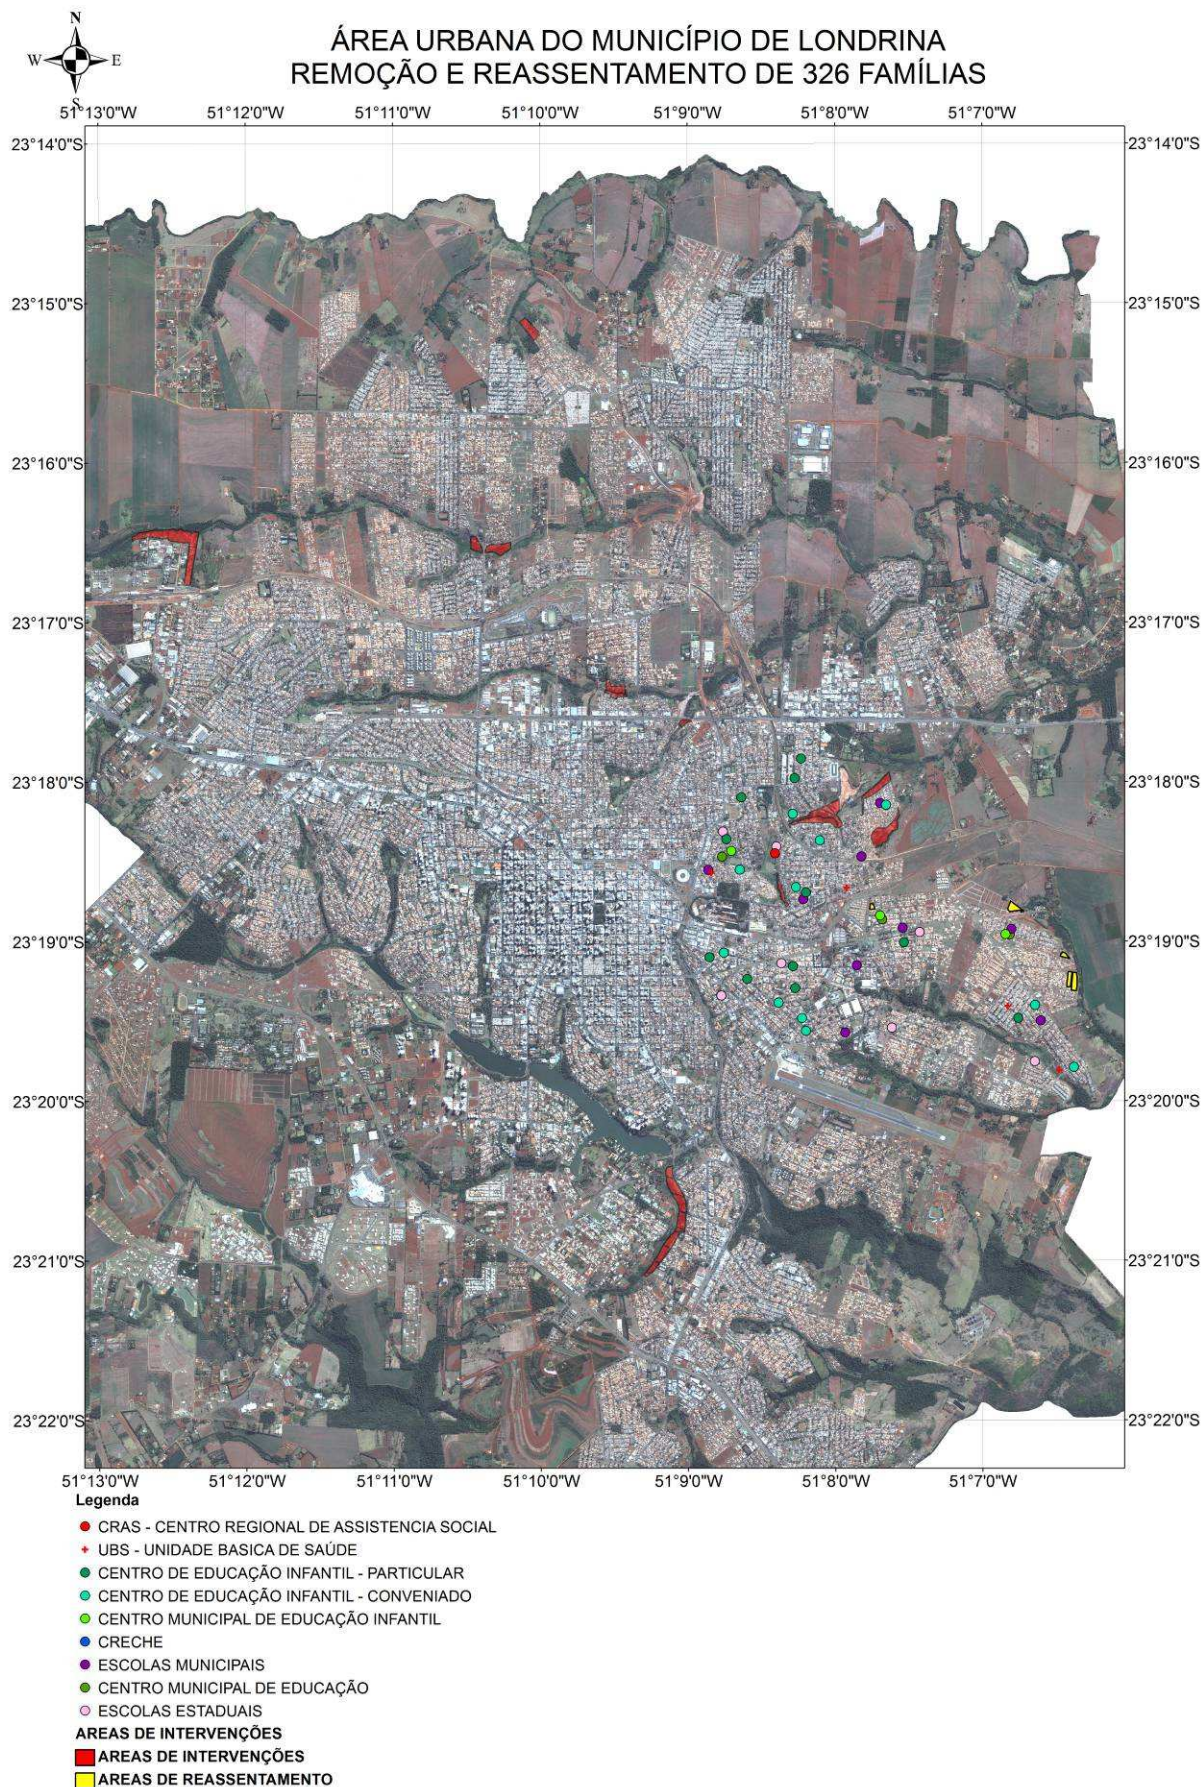 N
W E
S
ÁREA URBANA DO MUNICÍPIO DE LONDRINA
REMOÇÃO E REASSENTAMENTO DE 326 FAMÍLIAS
51°13'0"W 51°12'0"W 51°11'0"W 51°10'0"W 51°9'0"W 51°8'0"W 51°7'0"W
23°14'0"S 23°14'0"S
23°15'0"S 23°15'0"S
23°16'0"S 23°16'0"S
23°17'0"S 23°17'0"S
23°18'0"S 23°18'0"S
23°19'0"S 23°19'0"S
23°20'0"S 23°20'0"S
23°21'0"S 23°21'0"S
23°22'0"S 23°22'0"S
51°13'0"W 51°12'0"W 51°11'0"W 51°10'0"W 51°9'0"W 51°8'0"W 51°7'0"W
Legenda
CRAS - CENTRO REGIONAL DE ASSISTENCIA SOCIAL
UBS - UNIDADE BASICA DE SAÚDE
CENTRO DE EDUCAÇÃO INFANTIL - PARTICULAR
CENTRO DE EDUCAÇÃO INFANTIL - CONVENIADO
CENTRO MUNICIPAL DE EDUCAÇÃO INFANTIL
CRECHE
ESCOLAS MUNICIPAIS
CENTRO MUNICIPAL DE EDUCAÇÃO
ESCOLAS ESTADUAIS
AREAS DE INTERVENÇÕES
AREAS DE INTERVENÇÕES
AREAS DE REASSENTAMENTO